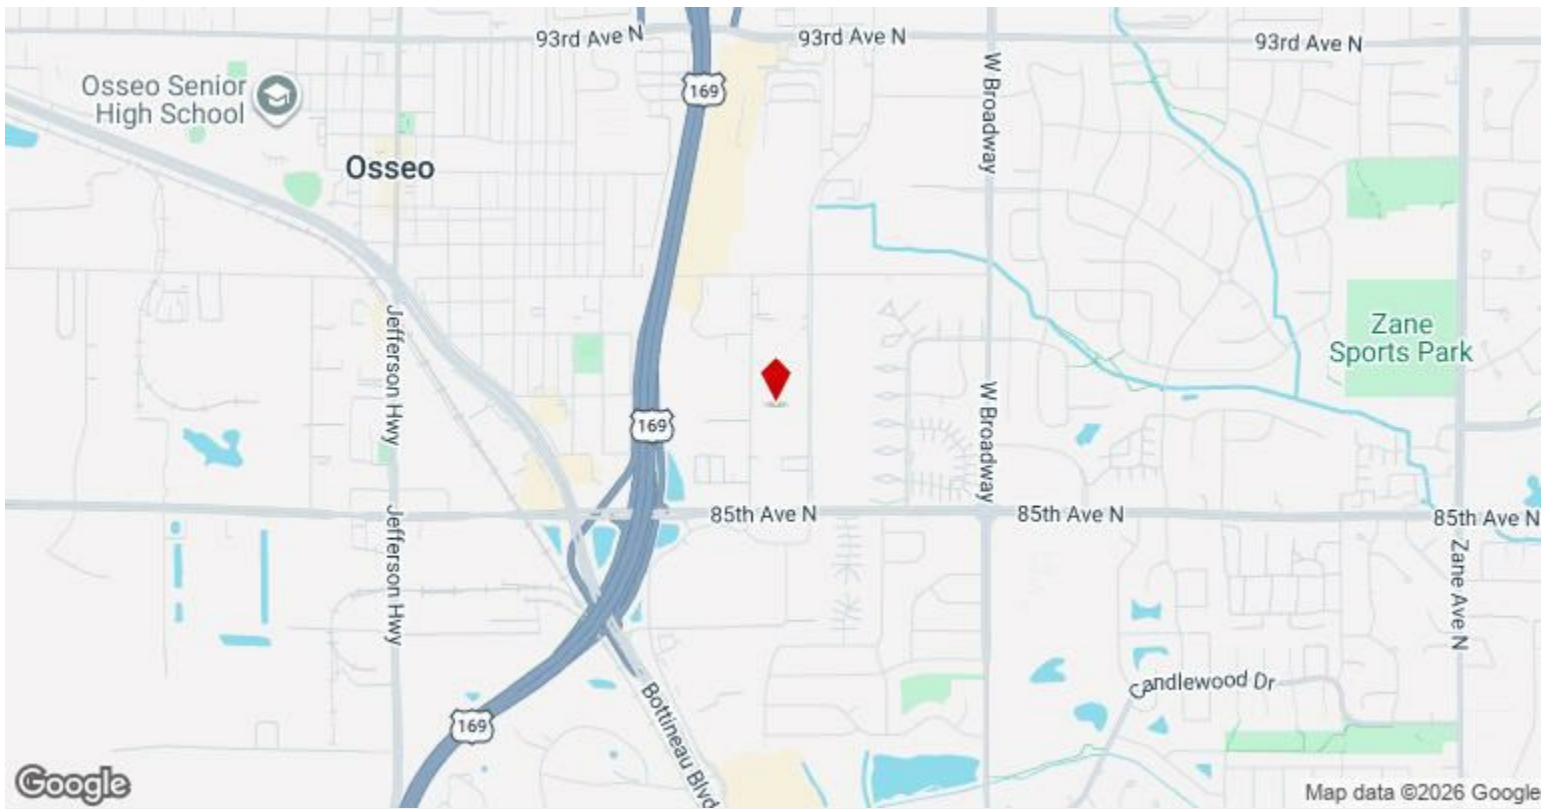 93rd Ave N
93rd Ave N
93rd Ave N
Osseo Senior
High School
169
W Broadway
Osseo
Zane
Sports Park
Jefferson Hwy
169
W Broadway
85th Ave N
85th Ave N
85th Ave N
Jefferson Hwy
Zane Ave N
Candlewood Dr
169
Bottineau Blvd
Google
Map data ©2026 Google